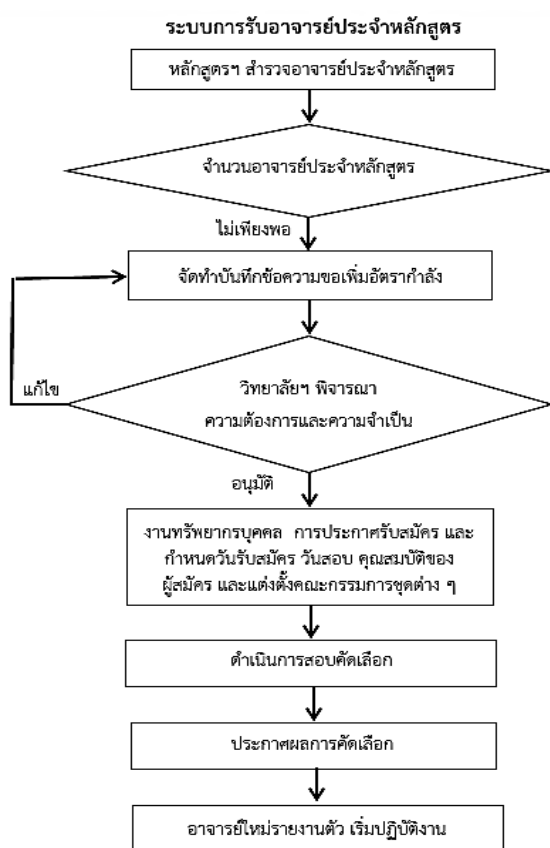 ระบบการรับอาจารย์ประจำหลักสูตร
หลักสูตรฯ สำรวจอาจารย์ประจำหลักสูตร
จำนวนอาจารย์ประจำหลักสูตร
ไม่เพียงพอ
จัดทำบันทึกข้อความขอเพิ่มอัตรากำลัง
แก้ไข
วิทยาลัยฯ พิจารณา
ความต้องการและความจำเป็น
อนุมัติ
งานทรัพยากรบุคคล การประกาศรับสมัคร และ
กำหนดวันรับสมัคร วันสอบ คุณสมบัติของ
ผู้สมัคร และแต่งตั้งคณะกรรมการชุดต่าง ๆ
ดำเนินการสอบคัดเลือก
ประกาศผลการคัดเลือก
อาจารย์ใหม่รายงานตัว เริ่มปฏิบัติงาน